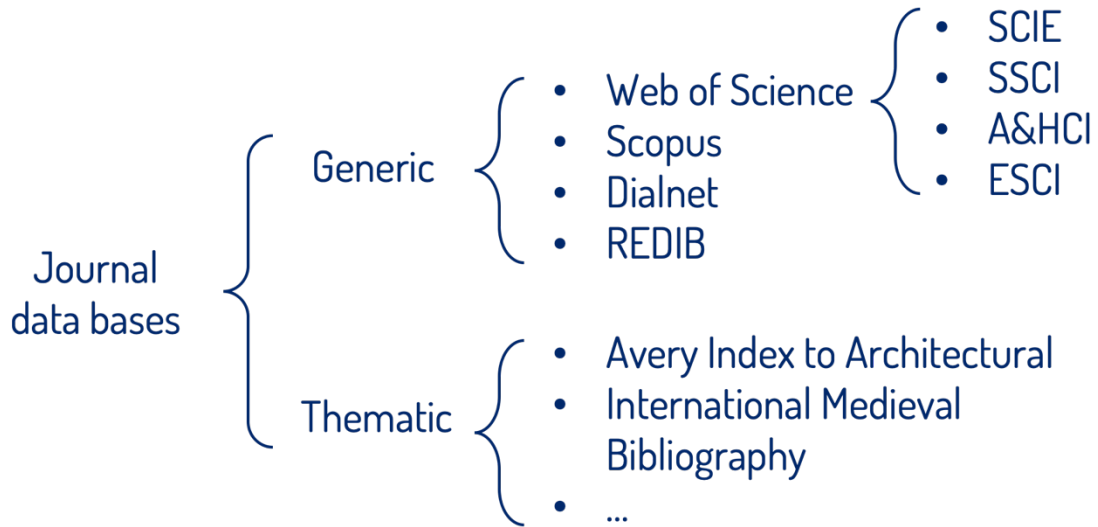 Journal
data bases
Generic
• Web of Science
• Scopus
• Dialnet
• REDIB
• SCIE
• SSCI
• A&HCI
• ESCI
Thematic
• Avery Index to Architectural
• International Medieval
Bibliography
• ...